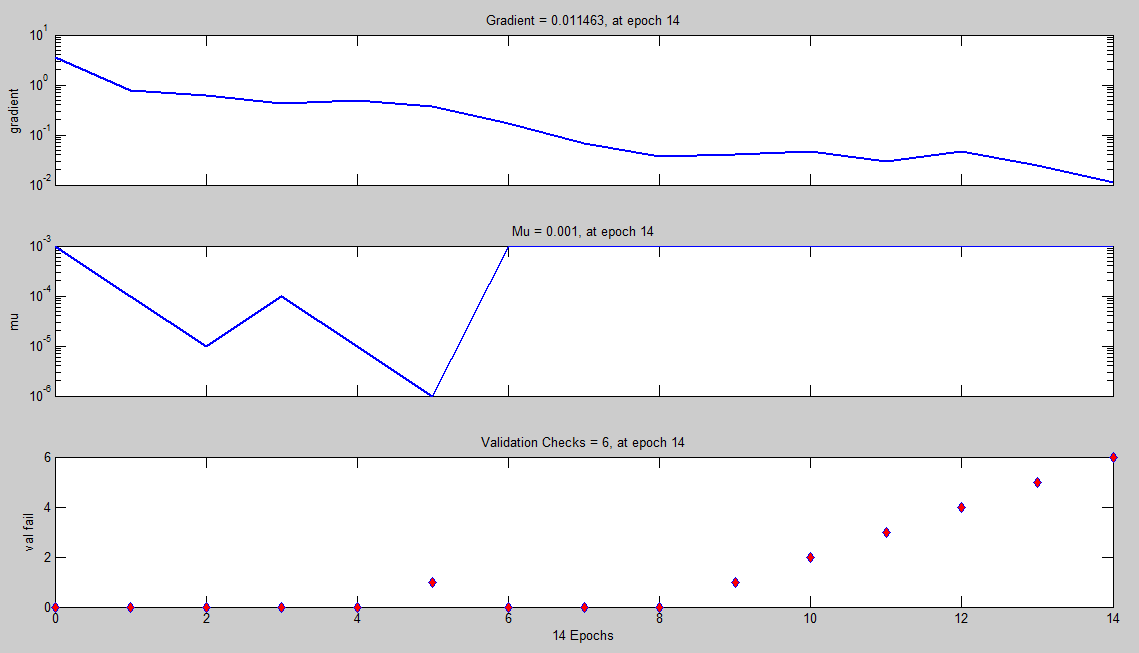 Gradient = 0.011463, at epoch 14
10^1
10^0
10^-1
10^-2
gradient
Mu = 0.001, at epoch 14
10^-3
10^-4
10^-5
10^-6
mu
Validation Checks = 6, at epoch 14
6
4
2
0
val fail
0 2 4 6 8 10 12 14
14 Epochs